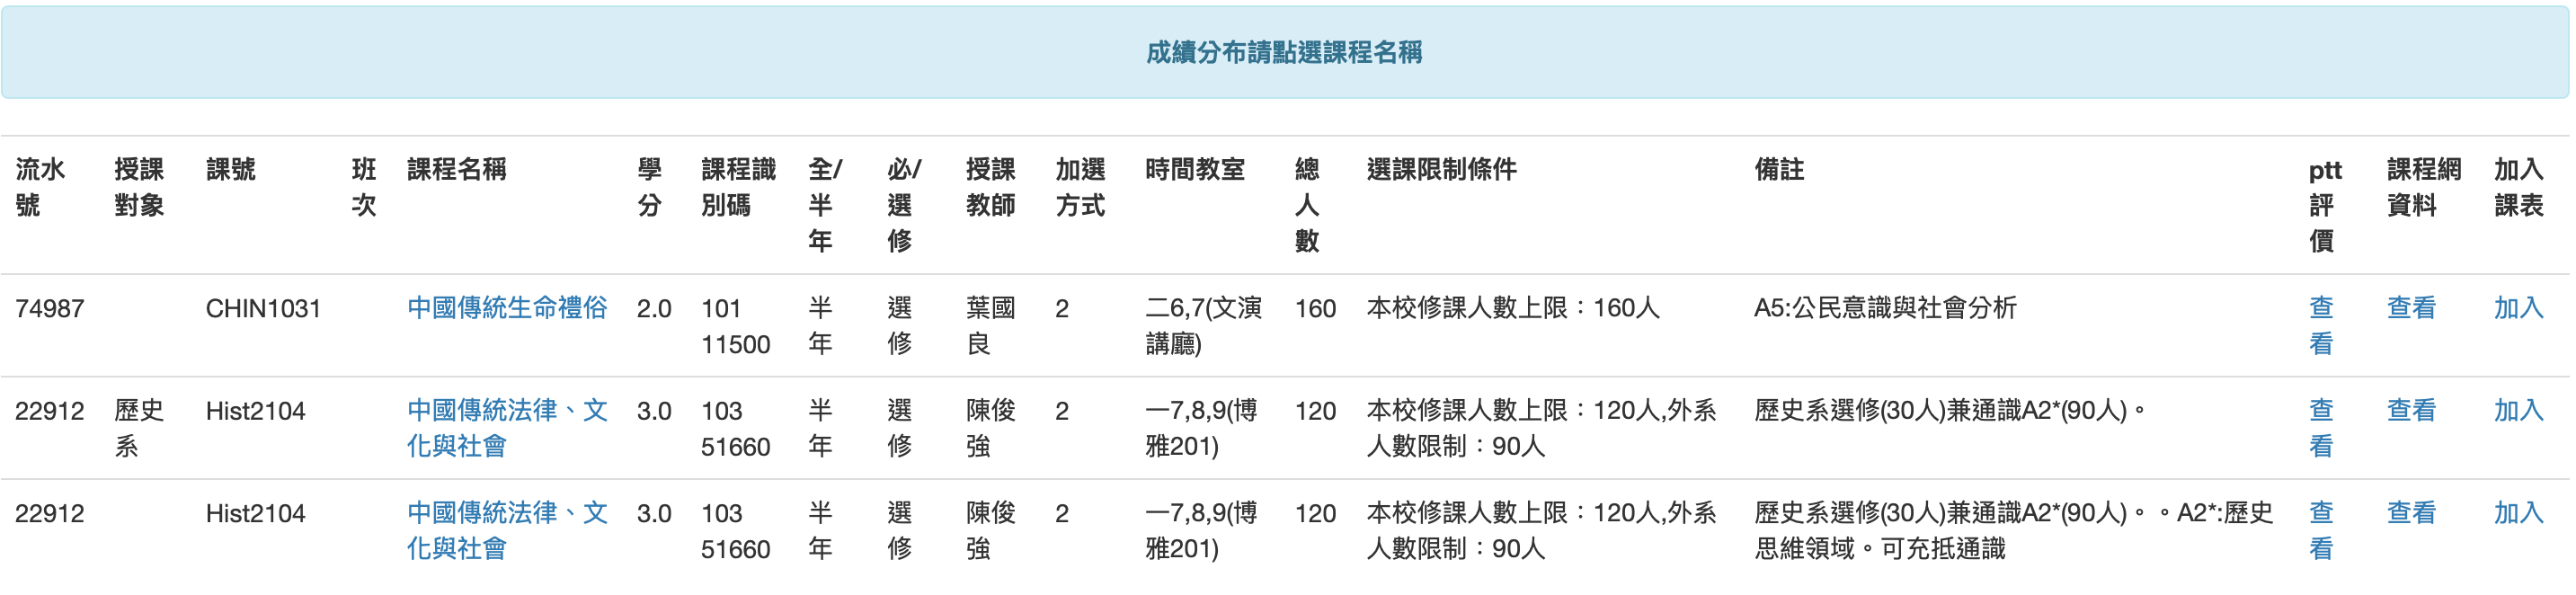 成績分布請點選課程名稱
流水號 授課對象 課號 班次 課程名稱 學分 課程識別碼 全/半年 必/選修 授課教師 加選方式 時間教室 總人數 選課限制條件 備註 ptt評價 課程網資料 加入課表
74987 CHIN1031 中國傳統生命禮俗 2.0 101 11500 半年 選修 葉國良 2 二6,7(文演講廳) 160 本校修課人數上限：160人 A5:公民意識與社會分析 查看 查看 加入
22912 歷史系 Hist2104 中國傳統法律、文化與社會 3.0 103 51660 半年 選修 陳俊強 2 一7,8,9(博雅201) 120 本校修課人數上限：120人,外系人數限制：90人 歷史系選修(30人)兼通識A2*(90人)。 查看 查看 加入
22912 Hist2104 中國傳統法律、文化與社會 3.0 103 51660 半年 選修 陳俊強 2 一7,8,9(博雅201) 120 本校修課人數上限：120人,外系人數限制：90人 歷史系選修(30人)兼通識A2*(90人)。。A2*:歷史思維領域。可充抵通識 查看 查看 加入